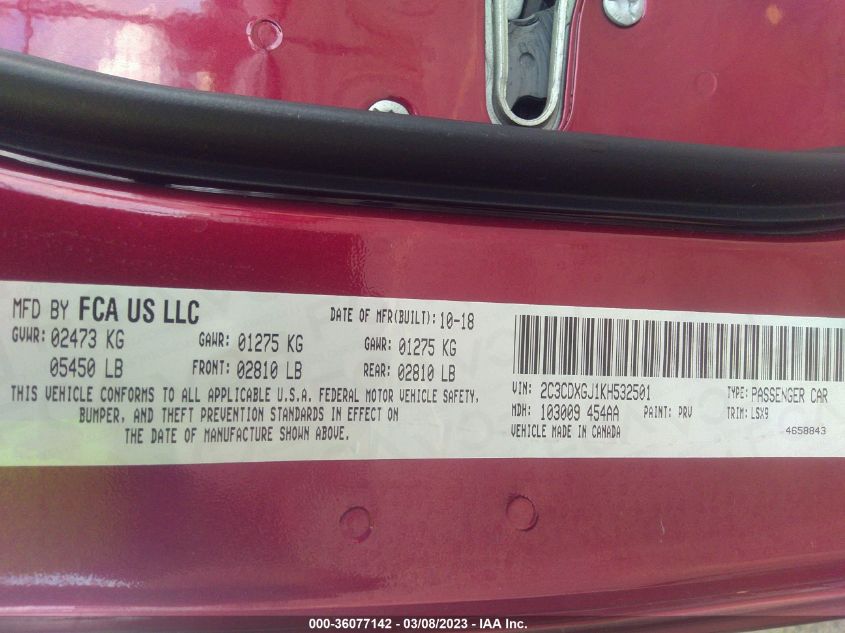 MFD BY FCA US LLC
DATE OF MFR(BUILT): 10-18
GVWR: 02473 KG
GAWR: 01275 KG
GAWR: 01275 KG
05450 LB
FRONT: 02810 LB
REAR: 02810 LB
THIS VEHICLE CONFORMS TO ALL APPLICABLE U.S.A. FEDERAL MOTOR VEHICLE SAFETY,
BUMPER, AND THEFT PREVENTION STANDARDS IN EFFECT ON
THE DATE OF MANUFACTURE SHOWN ABOVE.
VIN: 2C3CDXGJ1KH532501
TYPE: PASSENGER CAR
MDH: 103009 454AA
PAINT: PRV
TRIM: LSX9
VEHICLE MADE IN CANADA
4658843
000-36077142 - 03/08/2023 - IAA Inc.